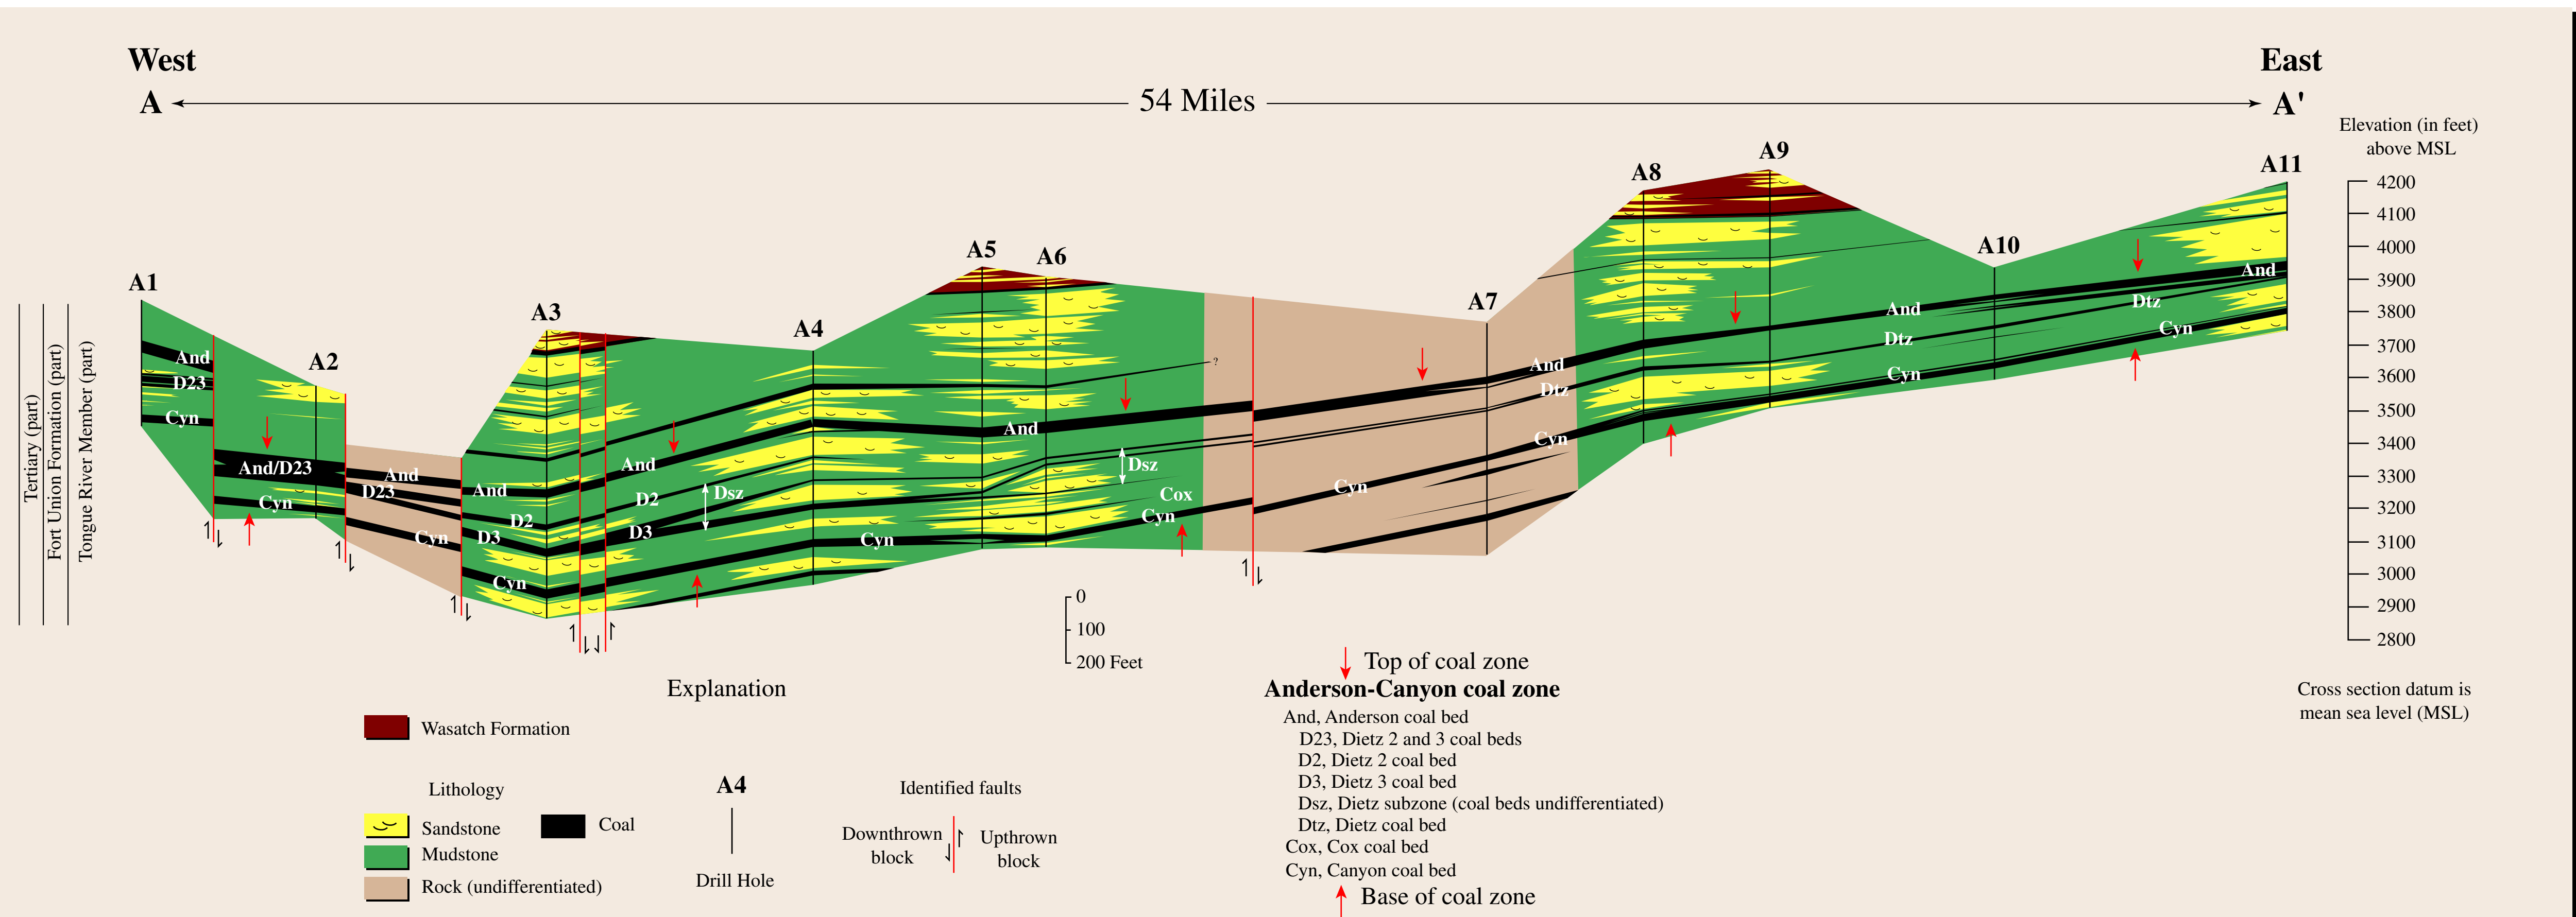 West
East
A
54 Miles
A'
Elevation (in feet)
above MSL
A1
A2
A3
A4
A5
A6
A7
A8
A9
A10
A11
4200
4100
4000
3900
3800
3700
3600
3500
3400
3300
3200
3100
3000
2900
2800
Cross section datum is
mean sea level (MSL)
Tertiary (part)
Fort Union Formation (part)
Tongue River Member (part)
And
D23
Cyn
And/D23
Cyn
And
D23
Cyn
And
D2
D3
Cyn
And
D2
D3
Dsz
Cyn
And
Dsz
Cox
Cyn
?
Cyn
And
Dtz
Cyn
And
Dtz
Cyn
And
Dtz
Cyn
0
100
200 Feet
Explanation
Wasatch Formation
Lithology
Sandstone
Coal
Mudstone
Rock (undifferentiated)
A4
Drill Hole
Identified faults
Downthrown
block
Upthrown
block
Top of coal zone
Anderson-Canyon coal zone
And, Anderson coal bed
D23, Dietz 2 and 3 coal beds
D2, Dietz 2 coal bed
D3, Dietz 3 coal bed
Dsz, Dietz subzone (coal beds undifferentiated)
Dtz, Dietz coal bed
Cox, Cox coal bed
Cyn, Canyon coal bed
Base of coal zone